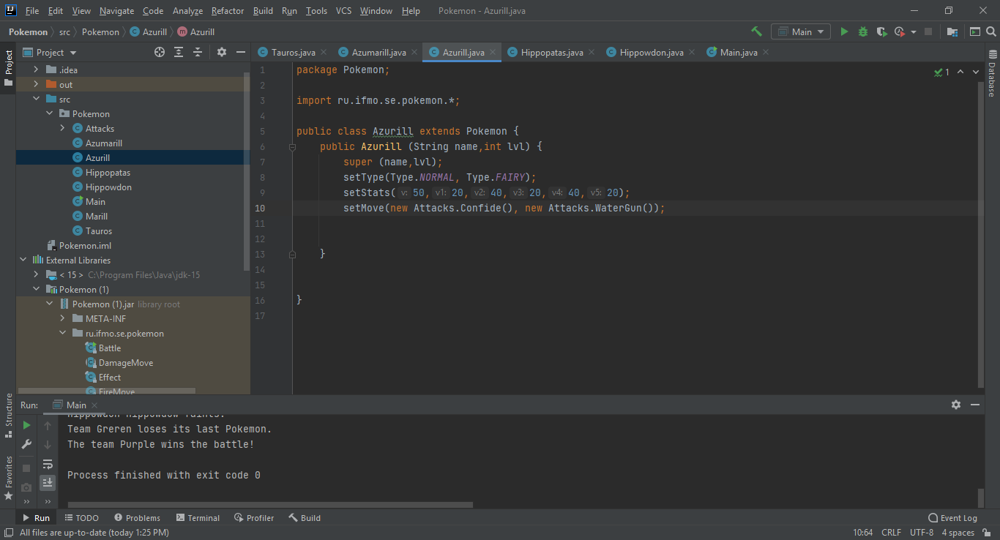 File Edit View Navigate Code Analyze Refactor Build Run Tools VCS Window Help Pokemon - Azurill.java
Pokemon src Pokemon Azurill Azurill
Main
Project
Tauros.java Azumarill.java Azurill.java Hippopotas.java Hippowdon.java Main.java
Project
.idea
out
src
Pokemon
Attacks
Azumarill
Azurill
Hippopatas
Hippowdon
Main
Marill
Tauros
Pokemon.iml
External Libraries
< 15 > C:\Program Files\Java\jdk-15
Pokemon (1)
Pokemon (1).jar library root
META-INF
ru.ifmo.se.pokemon
Battle
DamageMove
Effect
FireMove
1 package Pokemon;
2
3 import ru.ifmo.se.pokemon.*;
4
5 public class Azurill extends Pokemon {
6 public Azurill (String name,int lvl) {
7 super (name,lvl);
8 setType(Type.NORMAL, Type.FAIRY);
9 setStats( v: 50, v1: 20, v2: 40, v3: 20, v4: 40, v5: 20);
10 setMove(new Attacks.Confide(), new Attacks.WaterGun());
11
12
13 }
14
15
16 }
17
1
Database
Structure
Favorites
Run: Main
Hippowdon Hippowdow faints.
Team Greren loses its last Pokemon.
The team Purple wins the battle!
Process finished with exit code 0
Run TODO Problems Terminal Profiler Build Event Log
All files are up-to-date (today 1:25 PM) 10:64 CRLF UTF-8 4 spaces